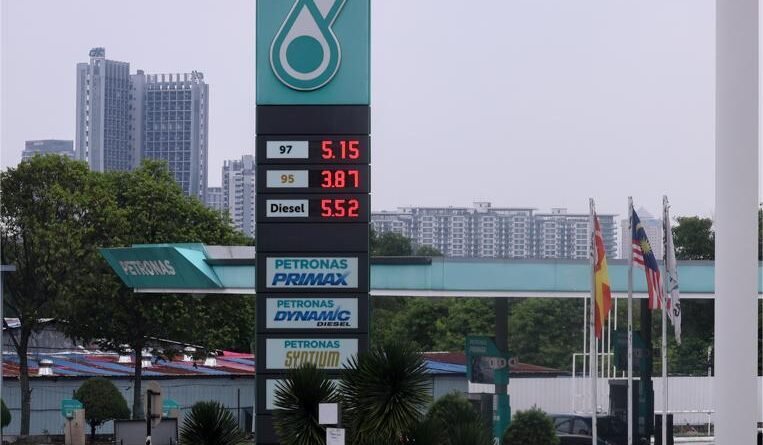 97 5.15
95 3.87
Diesel 5.52
PETRONAS
PETRONAS
PRIMAX
PETRONAS
DYNAMIC
DIESEL
PETRONAS
SYNTIUM